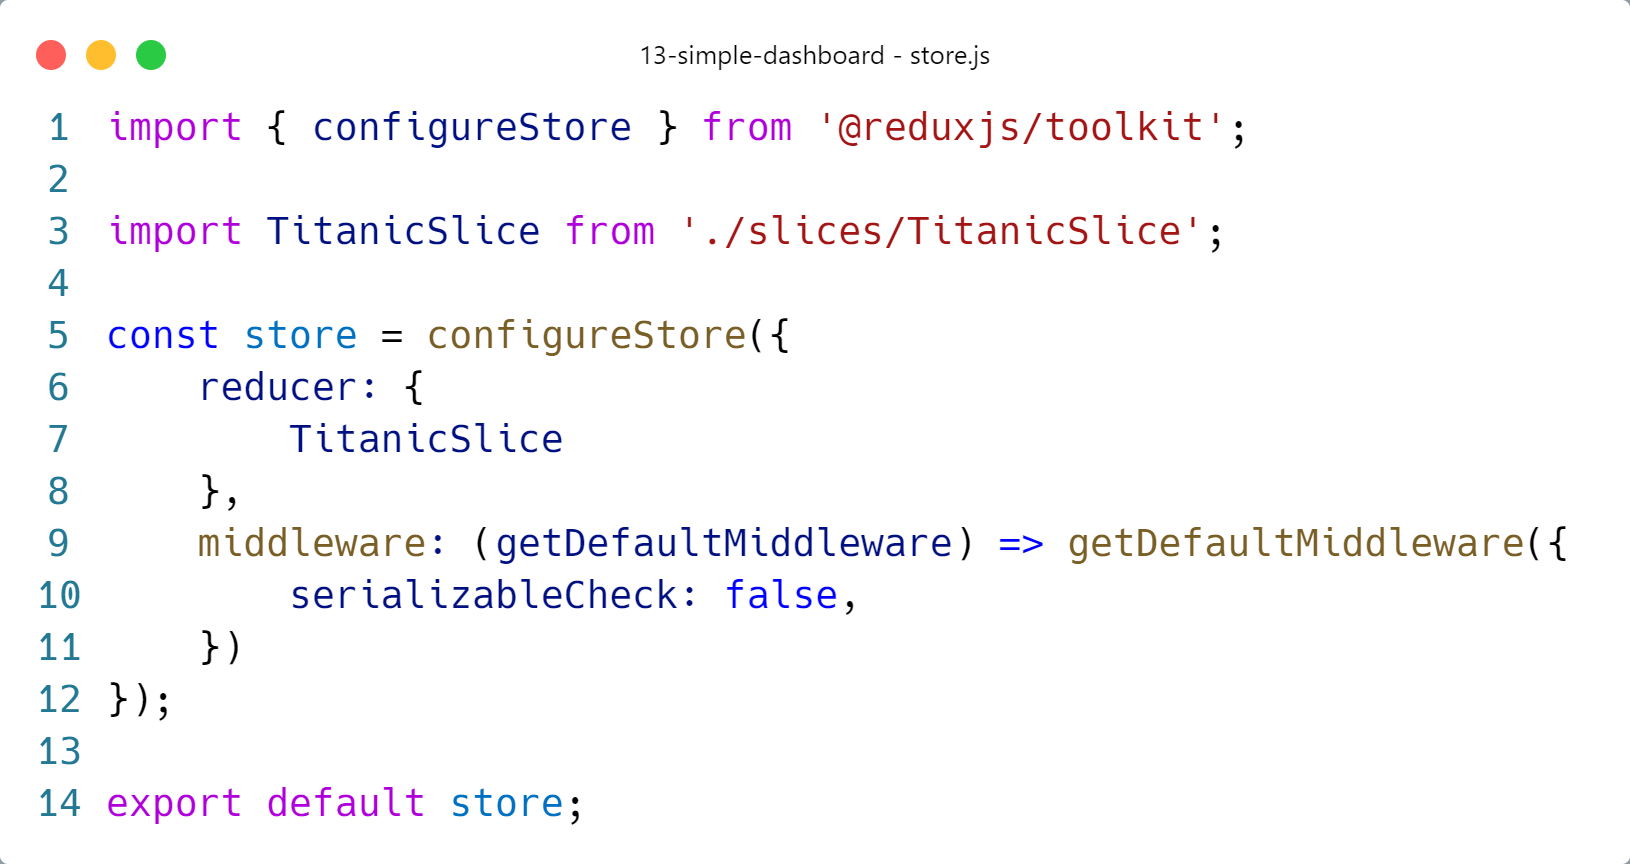 13-simple-dashboard - store.js
1 import { configureStore } from '@reduxjs/toolkit';
2
3 import TitanicSlice from './slices/TitanicSlice';
4
5 const store = configureStore({
6     reducer: {
7         TitanicSlice
8     },
9     middleware: (getDefaultMiddleware) => getDefaultMiddleware({
10         serializableCheck: false,
11     })
12 });
13
14 export default store;